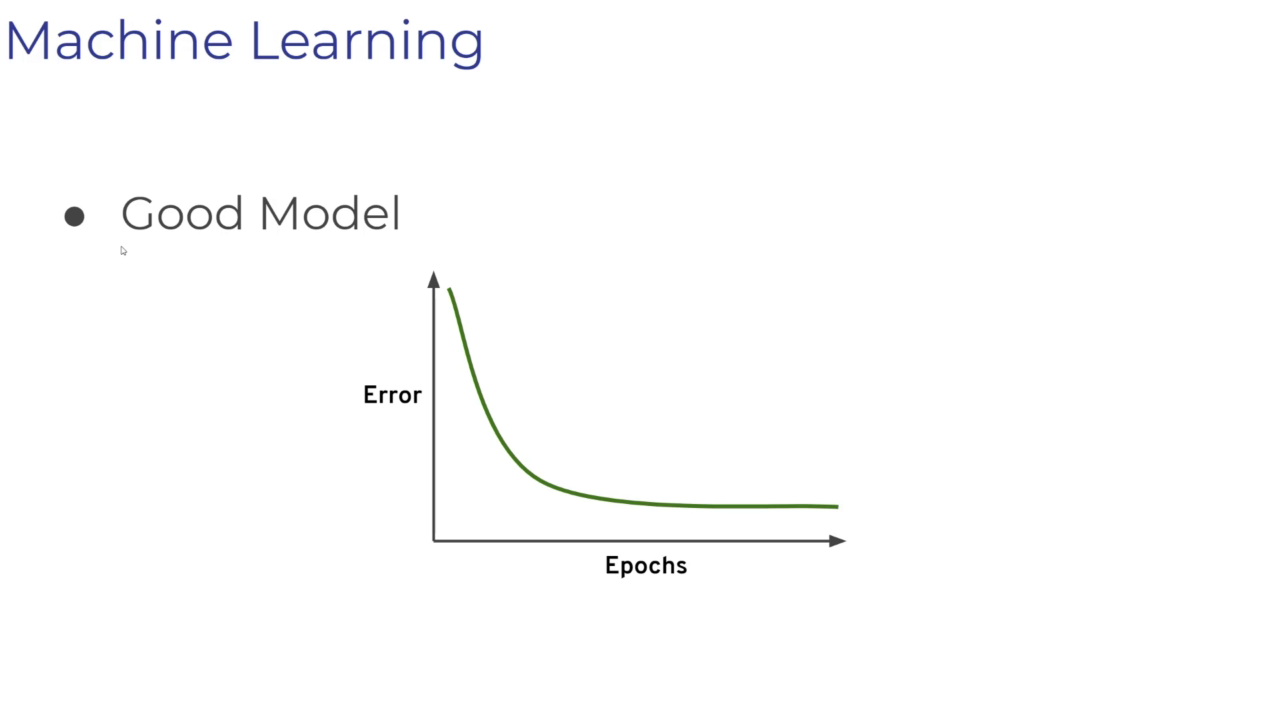 Machine Learning
● Good Model
Error
Epochs